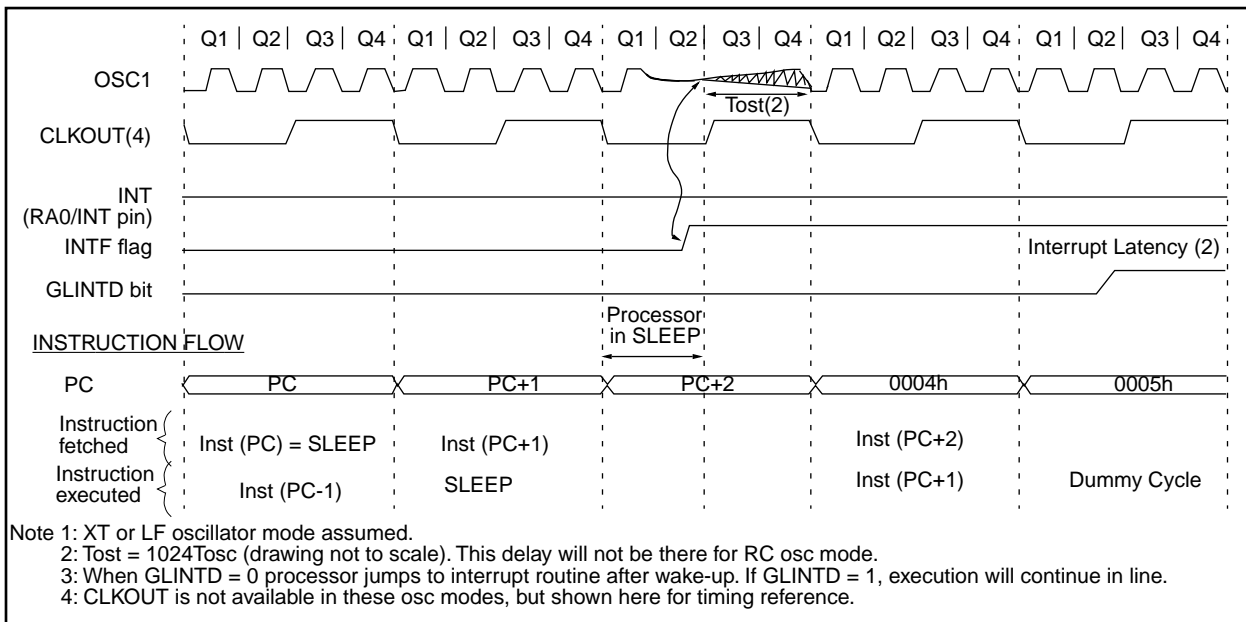 Q1 | Q2 | Q3 | Q4 Q1 | Q2 | Q3 | Q4 Q1 | Q2 | Q3 | Q4 Q1 | Q2 | Q3 | Q4 Q1 | Q2 | Q3 | Q4
OSC1
Tost(2)
CLKOUT(4)
INT
(RA0/INT pin)
INTF flag
Interrupt Latency (2)
GLINTD bit
Processor
in SLEEP
INSTRUCTION FLOW
PC PC PC+1 PC+2 0004h 0005h
Instruction
fetched
Inst (PC) = SLEEP Inst (PC+1) Inst (PC+2)
Instruction
executed
Inst (PC-1) SLEEP Inst (PC+1) Dummy Cycle
Note 1: XT or LF oscillator mode assumed.
2: Tost = 1024Tosc (drawing not to scale). This delay will not be there for RC osc mode.
3: When GLINTD = 0 processor jumps to interrupt routine after wake-up. If GLINTD = 1, execution will continue in line.
4: CLKOUT is not available in these osc modes, but shown here for timing reference.